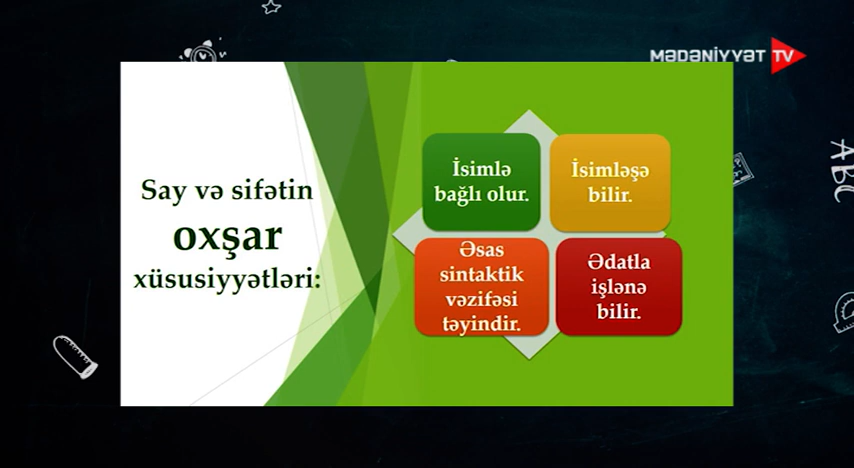 MƏDƏNİYYƏT TV
Say və sifətin
oxşar
xüsusiyyətləri:
İsimlə
bağlı olur.
İsimləşə
bilir.
Əsas
sintaktik
vəzifəsi
təyindir.
Ədatla
işlənə
bilir.
ABC